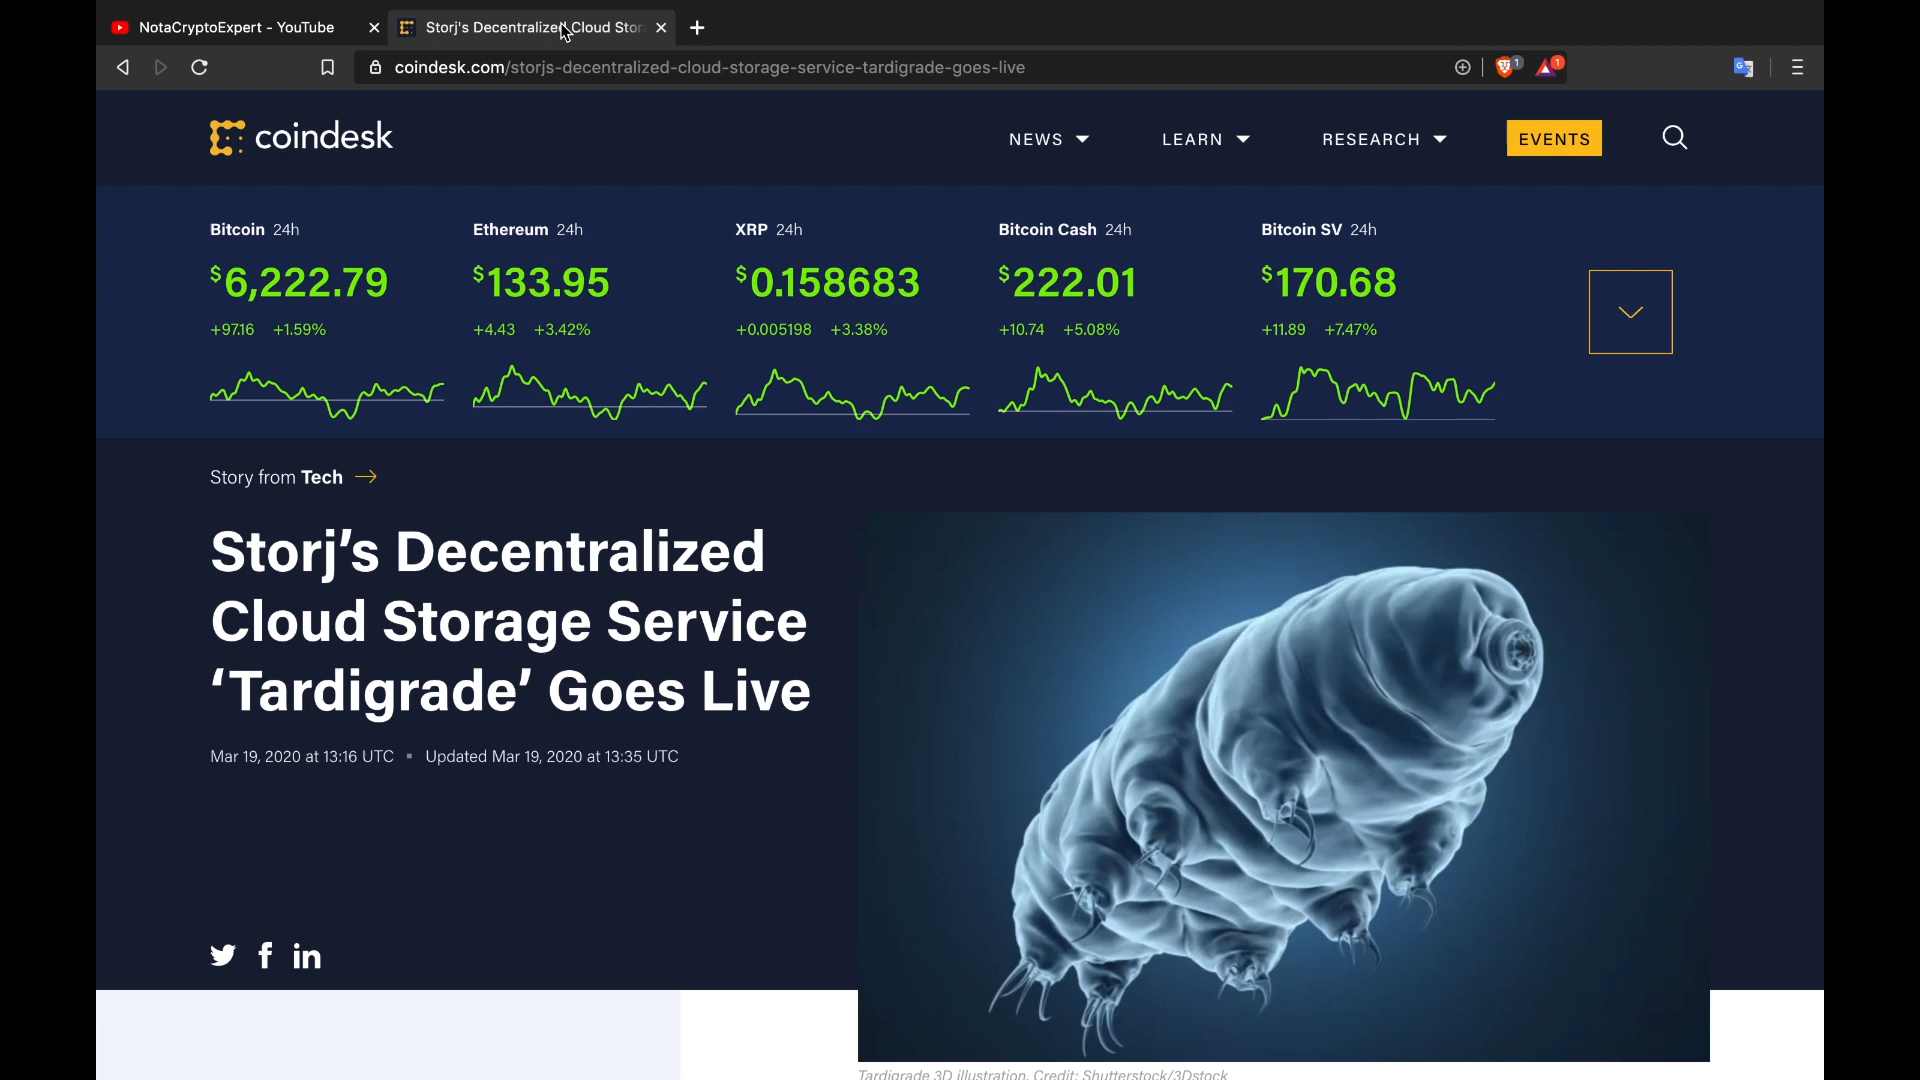 NotaCryptoExpert - YouTube
Storj's Decentralized Cloud Stor
coindesk.com/storjs-decentralized-cloud-storage-service-tardigrade-goes-live
1
1
coindesk
NEWS
LEARN
RESEARCH
EVENTS
Bitcoin 24h
$6,222.79
+97.16 +1.59%
Ethereum 24h
$133.95
+4.43 +3.42%
XRP 24h
$0.158683
+0.005198 +3.38%
Bitcoin Cash 24h
$222.01
+10.74 +5.08%
Bitcoin SV 24h
$170.68
+11.89 +7.47%
Story from Tech
Storj’s Decentralized
Cloud Storage Service
‘Tardigrade’ Goes Live
Mar 19, 2020 at 13:16 UTC ▪ Updated Mar 19, 2020 at 13:35 UTC
Tardigrade 3D illustration. Credit: Shutterstock/3Dstock